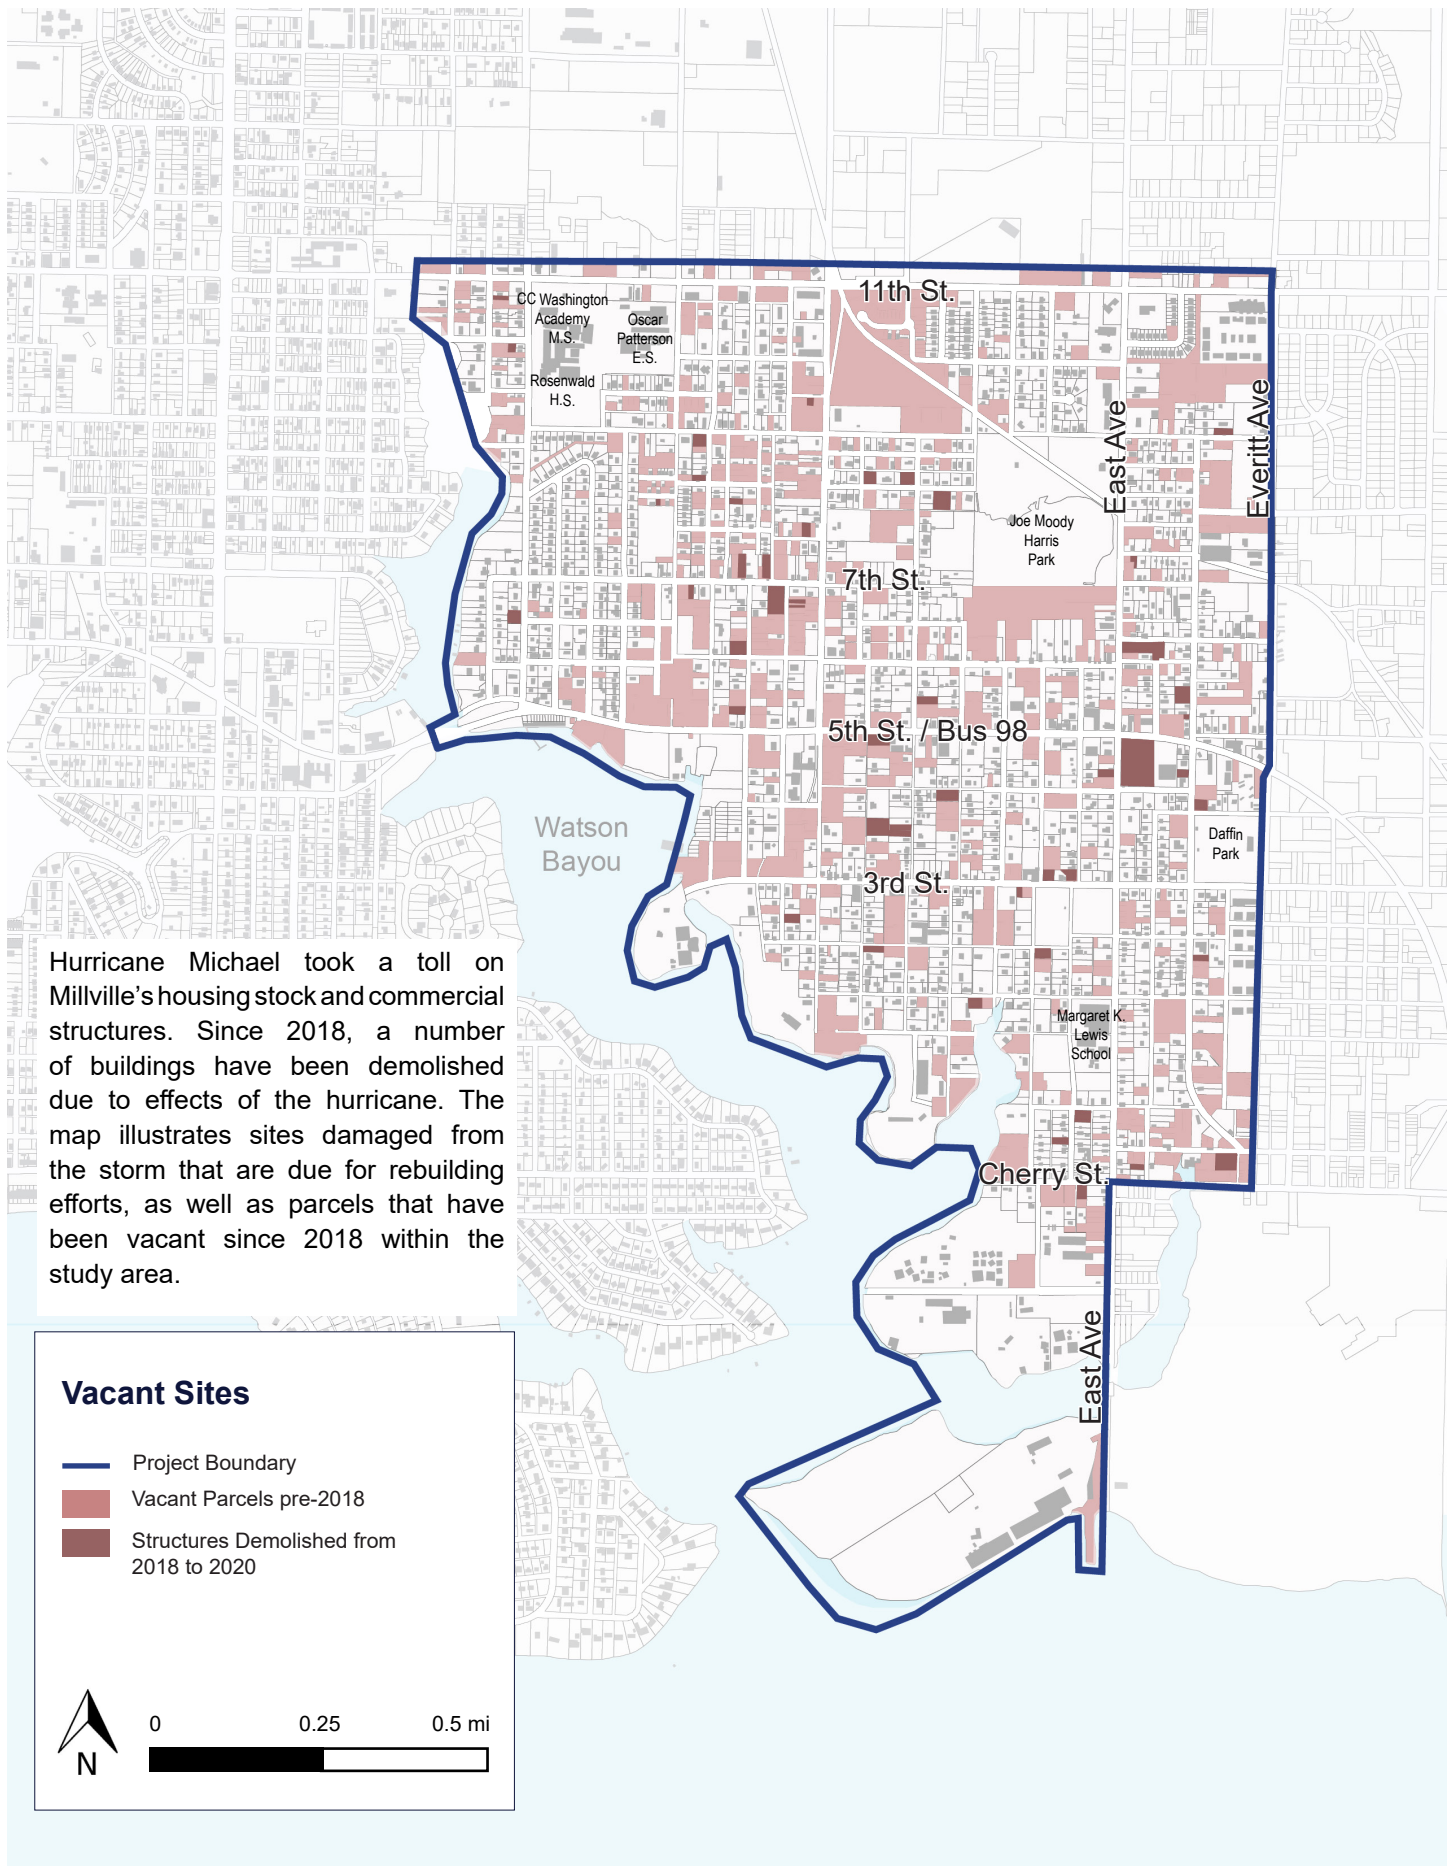 11th St.
CC Washington
Academy
M.S.
Oscar
Patterson
E.S.
Rosenwald
H.S.
East Ave
Everitt Ave
Joe Moody
Harris
Park
7th St.
5th St. / Bus 98
Watson
Bayou
Daffin
Park
3rd St.
Hurricane Michael took a toll on
Millville’s housing stock and commercial
structures. Since 2018, a number
of buildings have been demolished
due to effects of the hurricane. The
map illustrates sites damaged from
the storm that are due for rebuilding
efforts, as well as parcels that have
been vacant since 2018 within the
study area.
Margaret K.
Lewis
School
Cherry St.
East Ave
Vacant Sites
Project Boundary
Vacant Parcels pre-2018
Structures Demolished from
2018 to 2020
N
0 0.25 0.5 mi